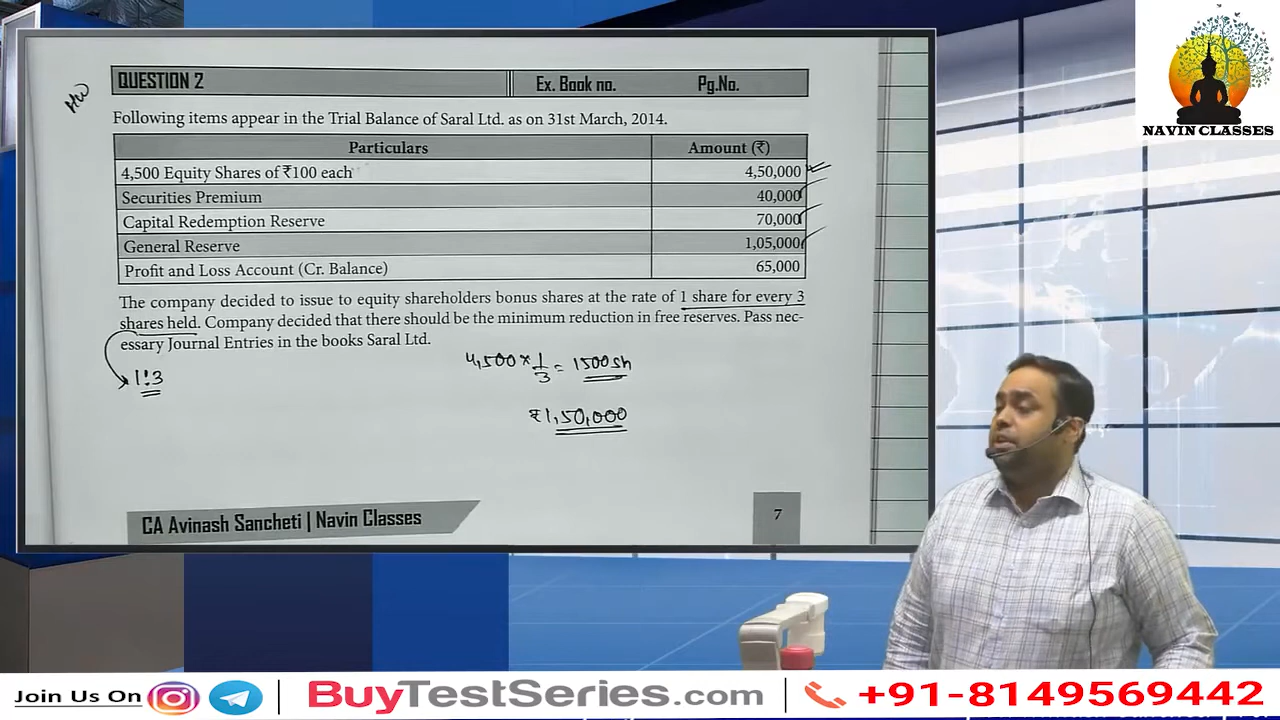 NAVIN CLASSES
HW
QUESTION 2 Ex. Book no. Pg.No.
Following items appear in the Trial Balance of Saral Ltd. as on 31st March, 2014.
Particulars Amount (₹)
4,500 Equity Shares of ₹100 each 4,50,000
Securities Premium 40,000
Capital Redemption Reserve 70,000
General Reserve 1,05,000
Profit and Loss Account (Cr. Balance) 65,000
The company decided to issue to equity shareholders bonus shares at the rate of 1 share for every 3
shares held. Company decided that there should be the minimum reduction in free reserves. Pass nec-
essary Journal Entries in the books Saral Ltd.
4,500 × 1/3 = 1500 sh
1:3
₹1,50,000
CA Avinash Sancheti | Navin Classes
7
Join Us On BuyTestSeries.com +91-8149569442